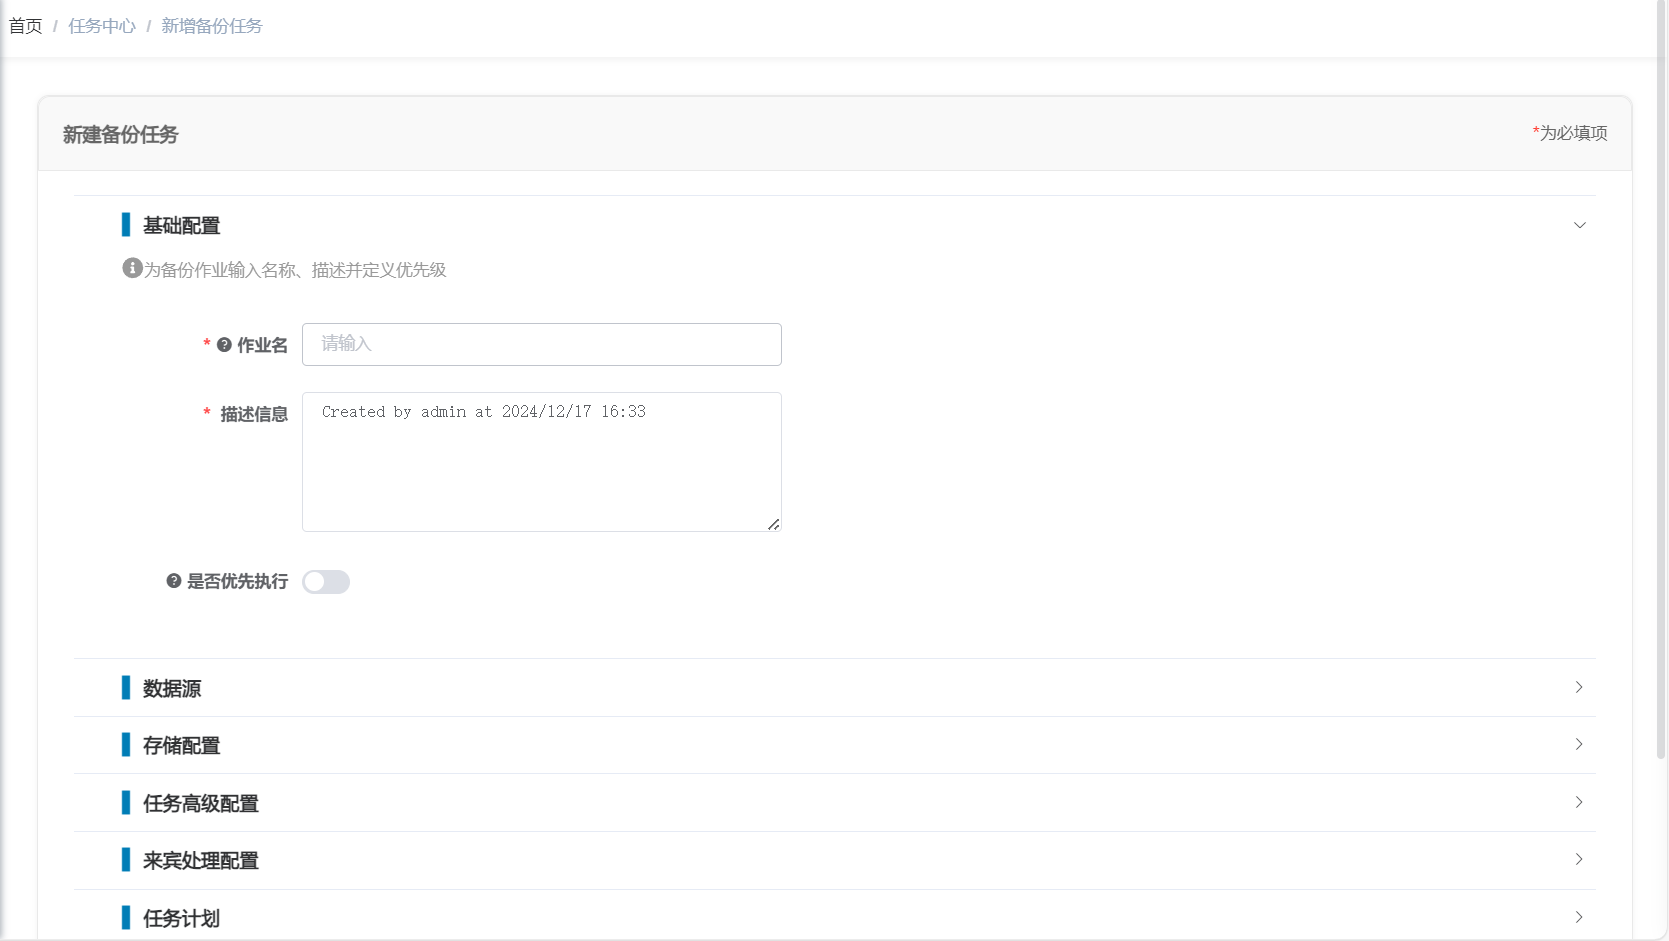 首页 / 任务中心 / 新增备份任务
新建备份任务
*为必填项
基础配置
为备份作业输入名称、描述并定义优先级
* 作业名
请输入
* 描述信息
Created by admin at 2024/12/17 16:33
是否优先执行
数据源
存储配置
任务高级配置
来宾处理配置
任务计划